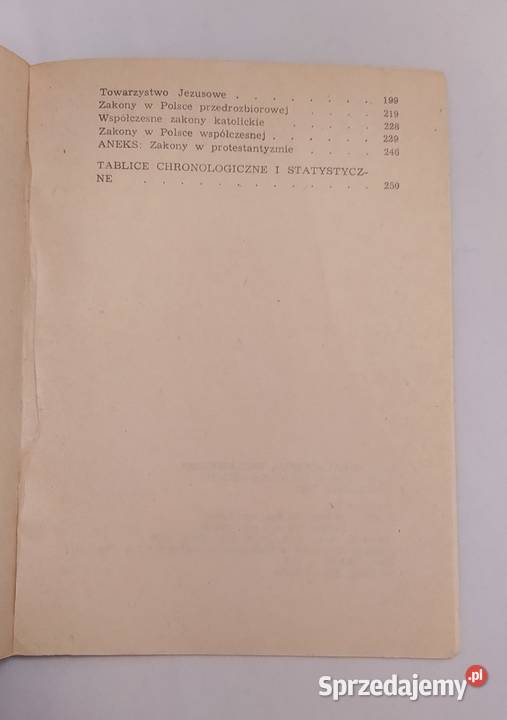 Towarzystwo Jezusowe . . . . . . . . 199
Zakony w Polsce przedrozbiorowej . . . . 219
Współczesne zakony katolickie . . . . . 228
Zakony w Polsce współczesnej . . . . . 239
ANEKS: Zakony w protestantyzmie . . . . 246
TABLICE CHRONOLOGICZNE I STATYSTYCZ-
NE . . . . . . . . . . . . . 250
Sprzedajemy.pl